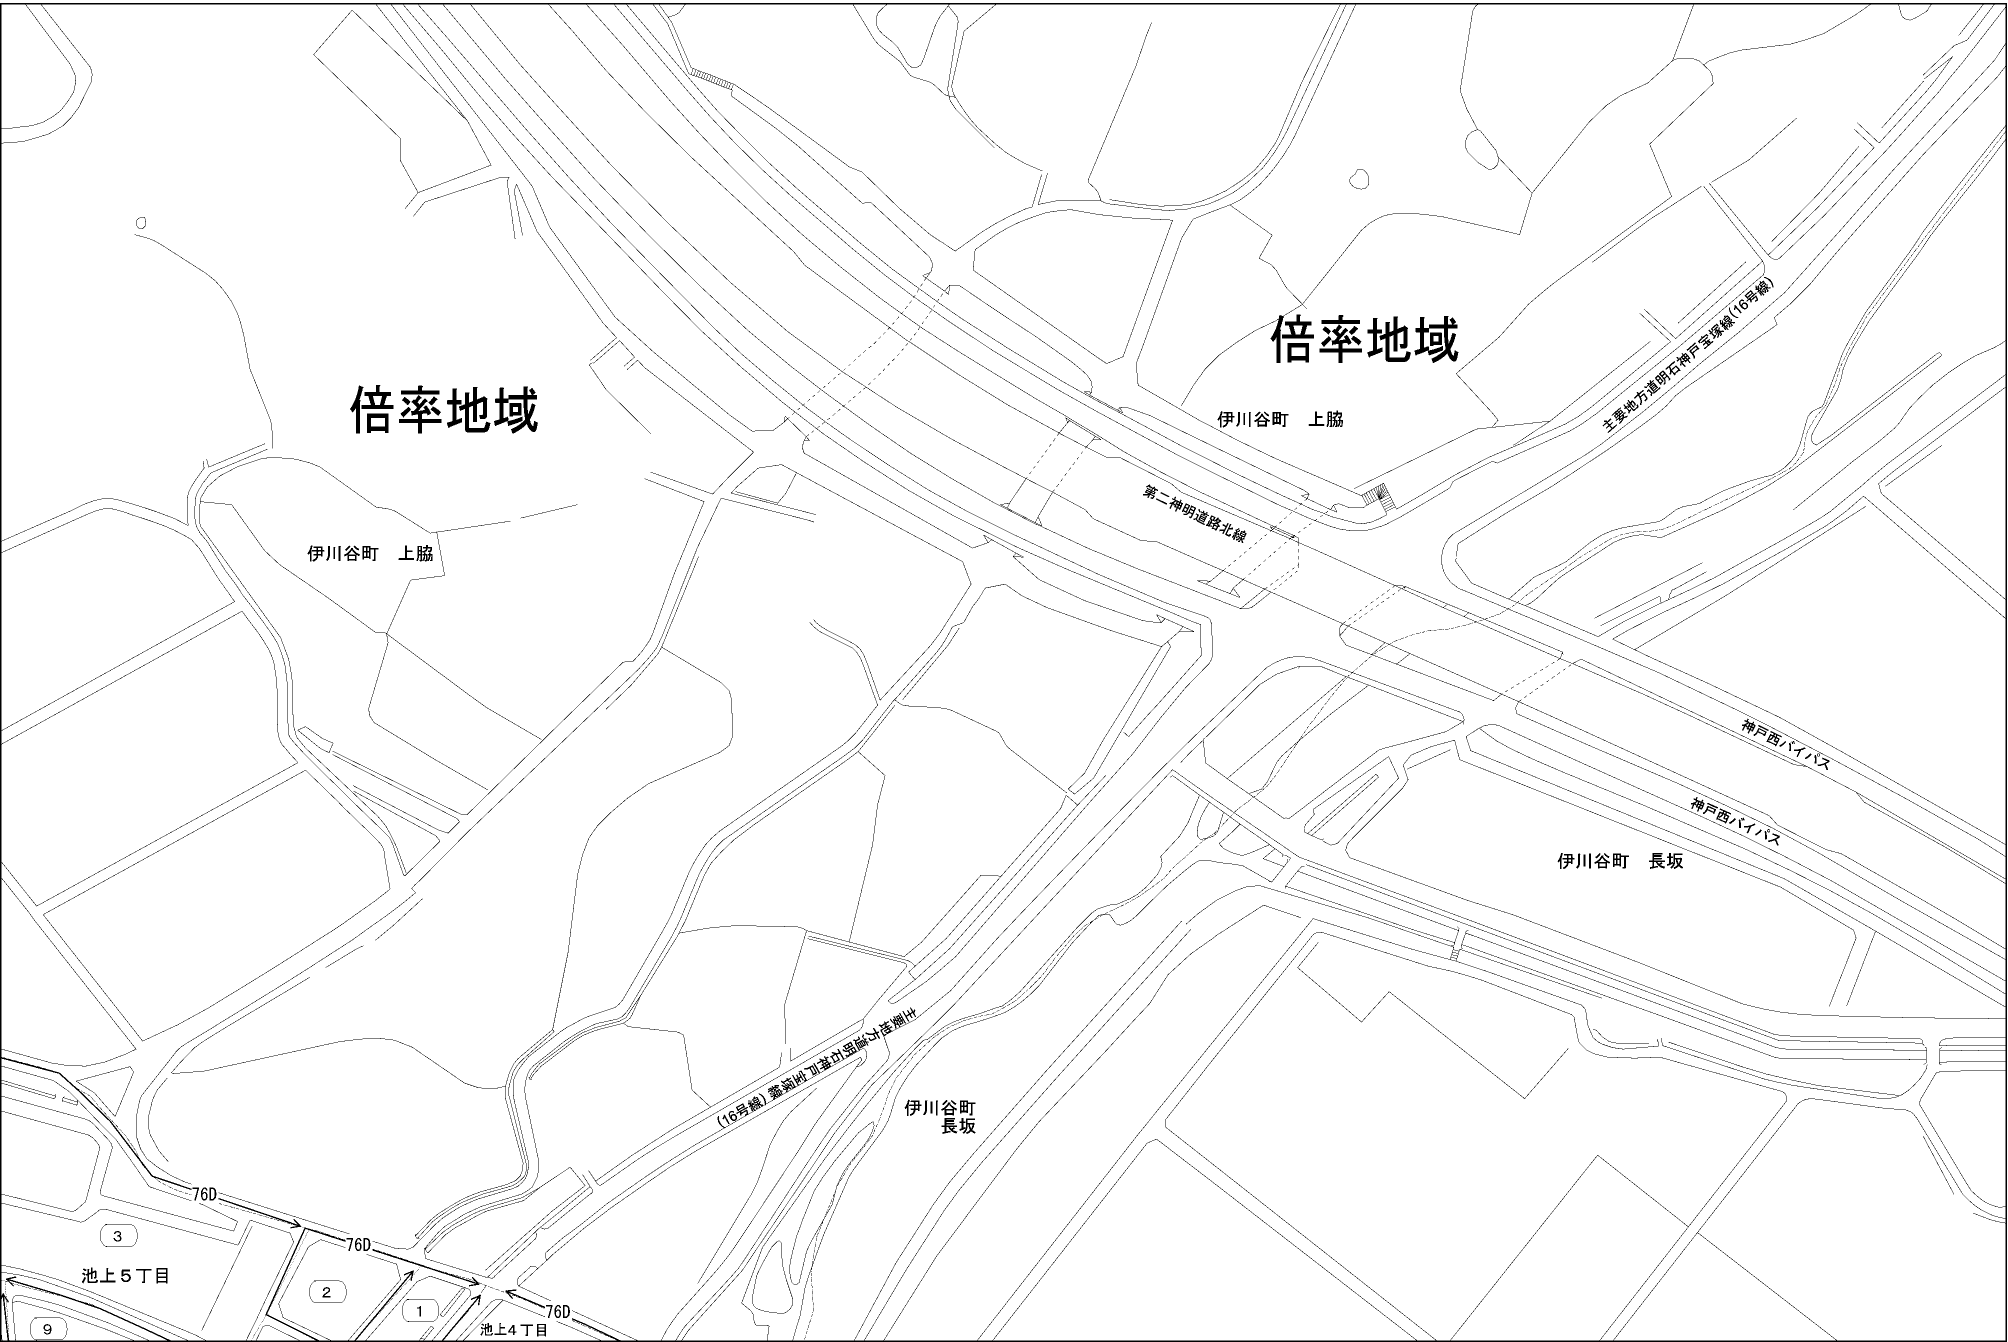 倍率地域
主要地方道明石神戸宝塚線(16号線)
倍率地域
伊川谷町 上脇
第二神明道路北線
伊川谷町 上脇
神戸西バイパス
神戸西バイパス
伊川谷町 長坂
主要地方道明石神戸宝塚線
(16号線)
伊川谷町
長坂
76D
3
76D
池上5丁目
2
1
76D
9
池上4丁目